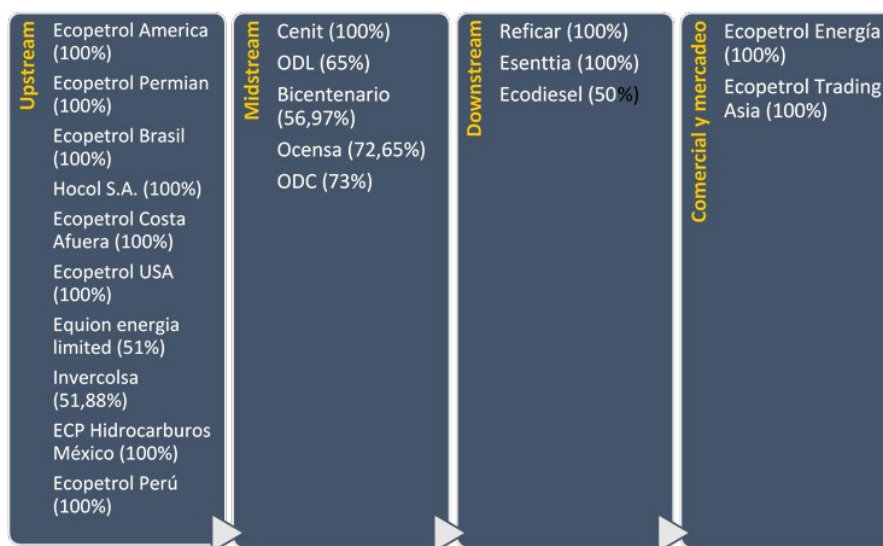 Upstream
Ecopetrol America
(100%)
Ecopetrol Permian
(100%)
Ecopetrol Brasil
(100%)
Hocol S.A. (100%)
Ecopetrol Costa
Afuera (100%)
Ecopetrol USA
(100%)
Equion energia
limited (51%)
Invercolsa
(51,88%)
ECP Hidrocarburos
México (100%)
Ecopetrol Perú
(100%)
Midstream
Cenit (100%)
ODL (65%)
Bicentenario
(56,97%)
Ocensa (72,65%)
ODC (73%)
Downstream
Reficar (100%)
Esenttia (100%)
Ecodiesel (50%)
Comercial y mercadeo
Ecopetrol Energía
(100%)
Ecopetrol Trading
Asia (100%)